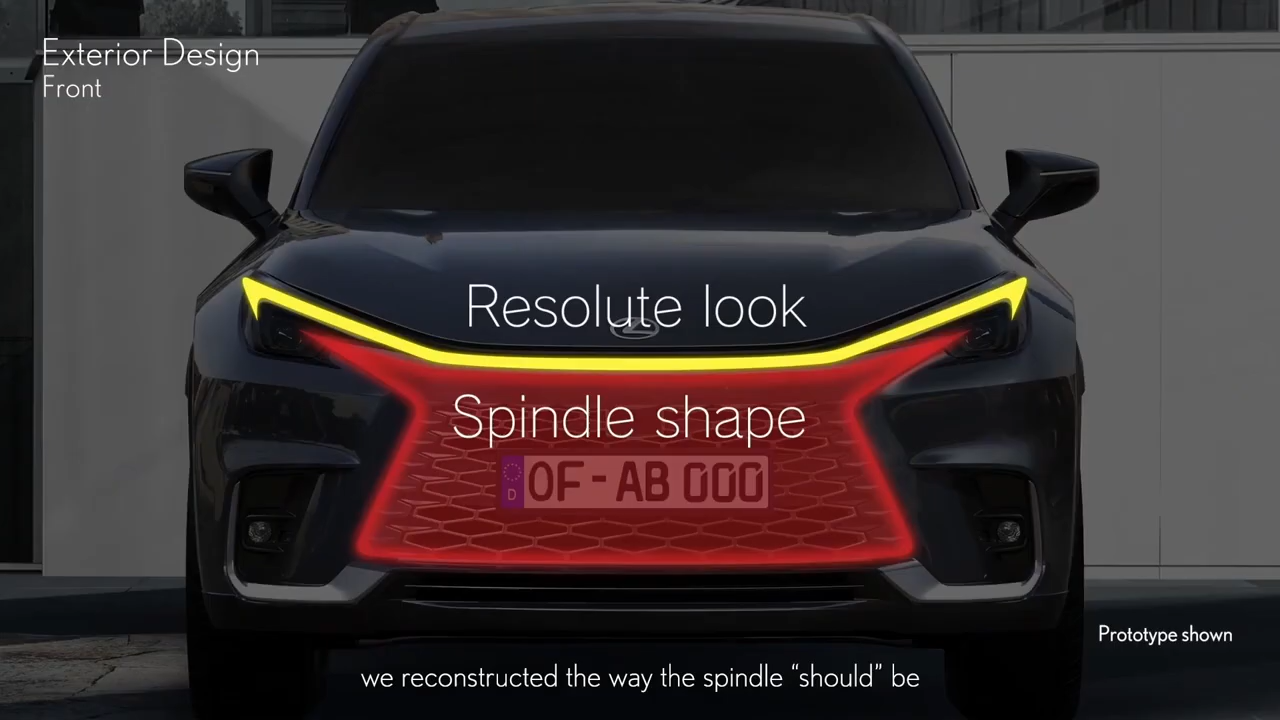 Exterior Design
Front
Resolute look
Spindle shape
D
OF-AB 000
Prototype shown
we reconstructed the way the spindle “should” be